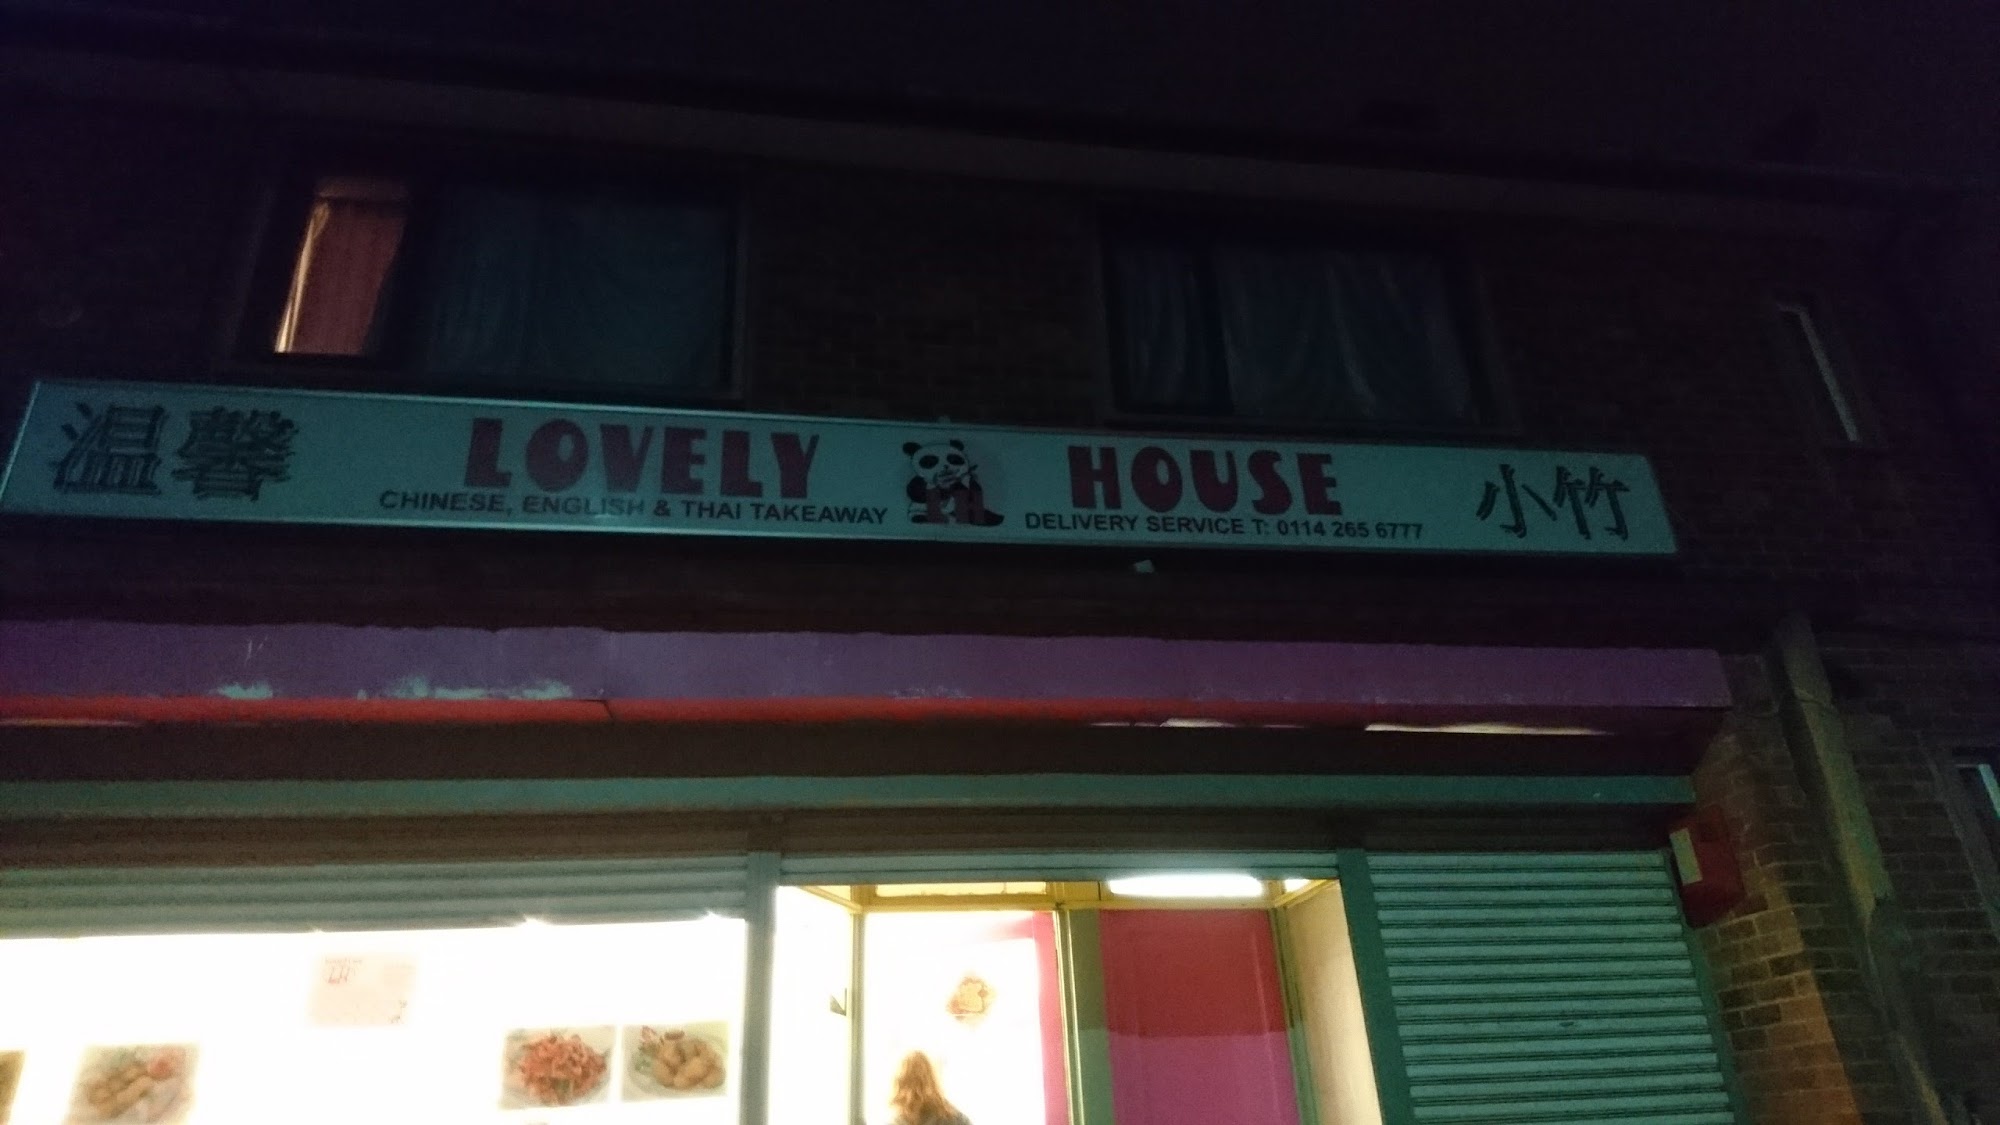 温馨 LOVELY HOUSE 小竹
CHINESE, ENGLISH & THAI TAKEAWAY DELIVERY SERVICE T: 0114 265 6777